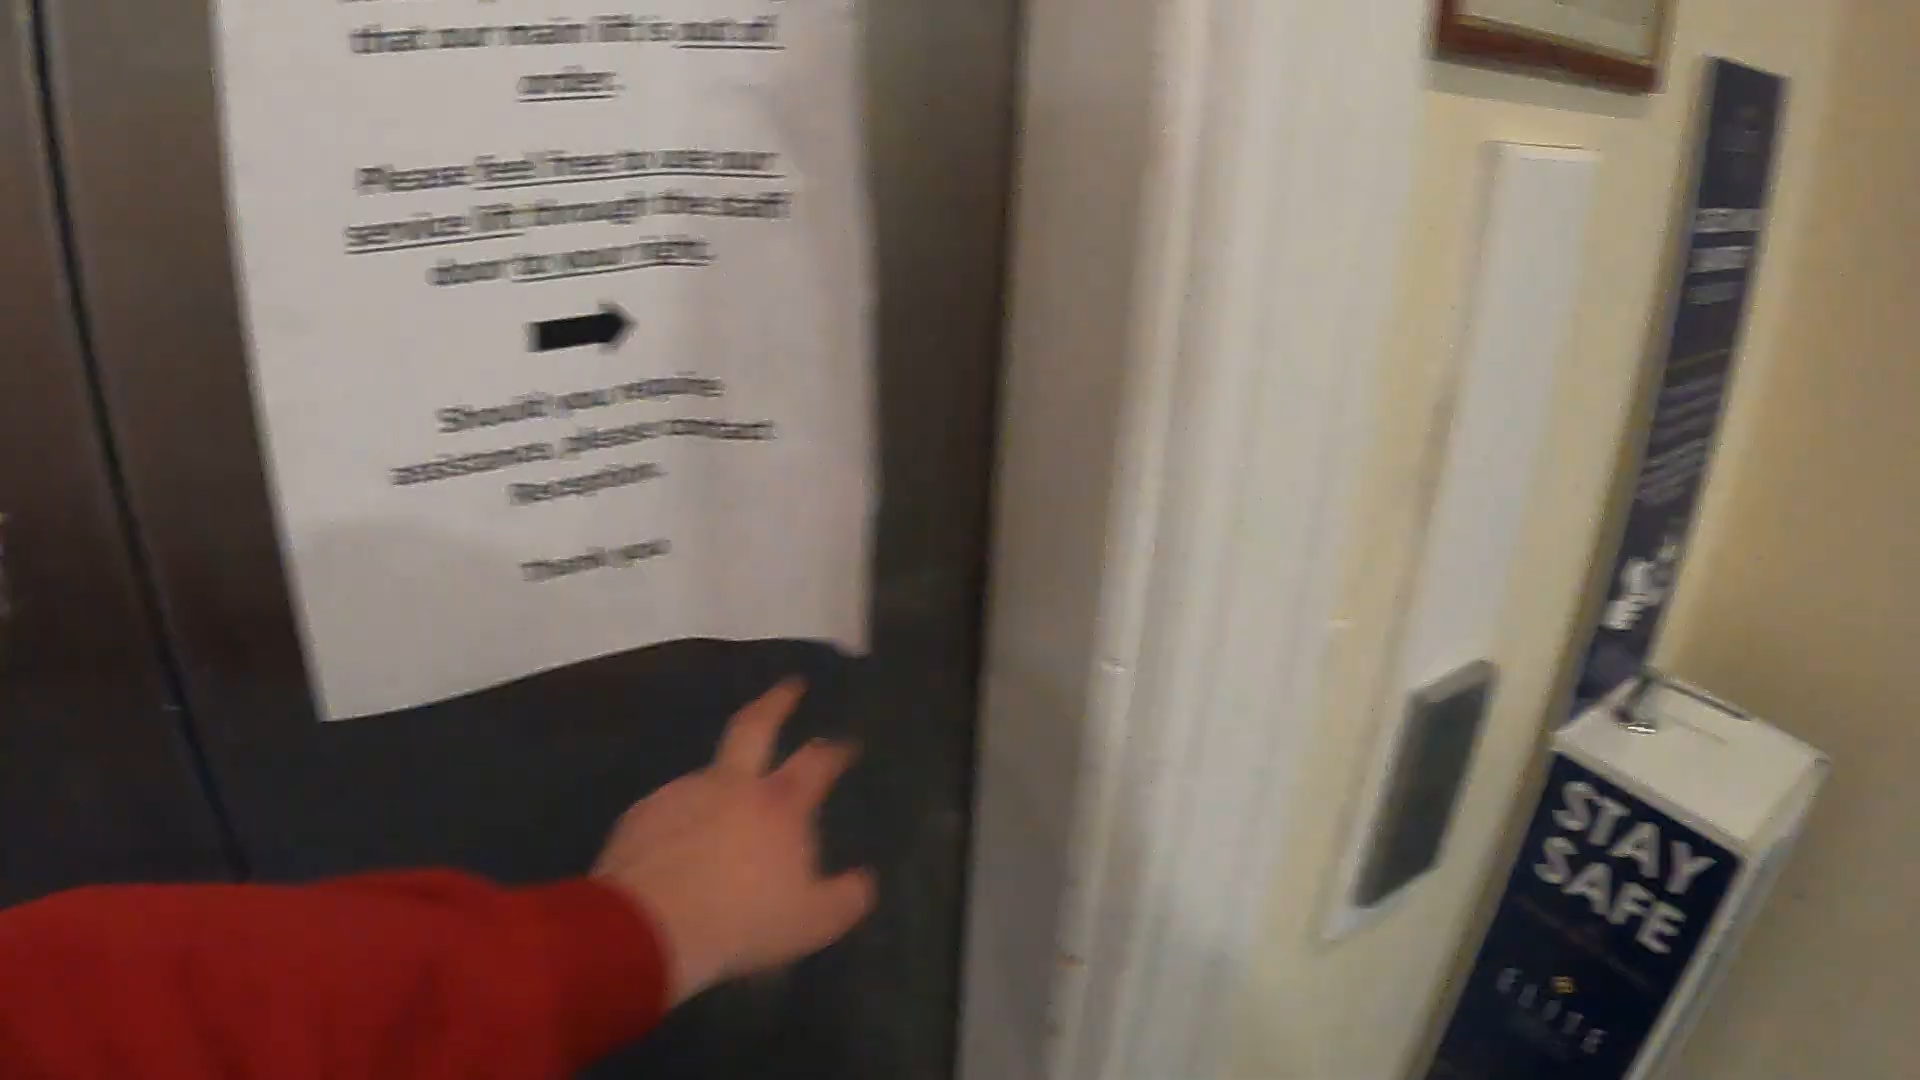 that our main lift is out of
order.
Please feel free to use our
service lift through the staff
door to your right.
Should you require
assistance, please contact
Reception.
Thank you
STAY
SAFE
ELITE